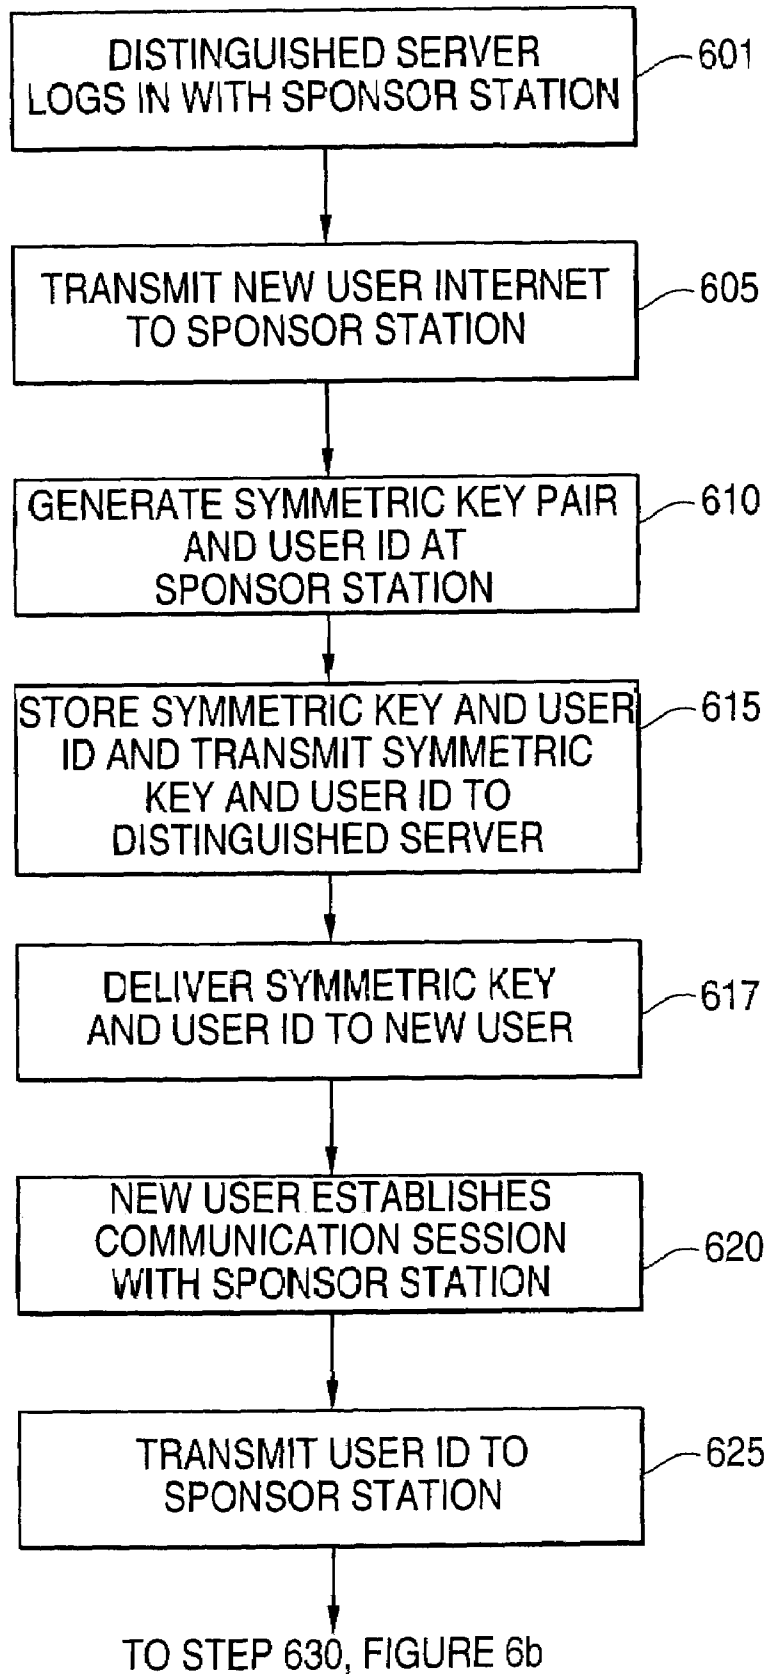 DISTINGUISHED SERVER
LOGS IN WITH SPONSOR STATION
601
TRANSMIT NEW USER INTERNET
TO SPONSOR STATION
605
GENERATE SYMMETRIC KEY PAIR
AND USER ID AT
SPONSOR STATION
610
STORE SYMMETRIC KEY AND USER
ID AND TRANSMIT SYMMETRIC
KEY AND USER ID TO
DISTINGUISHED SERVER
615
DELIVER SYMMETRIC KEY
AND USER ID TO NEW USER
617
NEW USER ESTABLISHES
COMMUNICATION SESSION
WITH SPONSOR STATION
620
TRANSMIT USER ID TO
SPONSOR STATION
625
TO STEP 630, FIGURE 6b